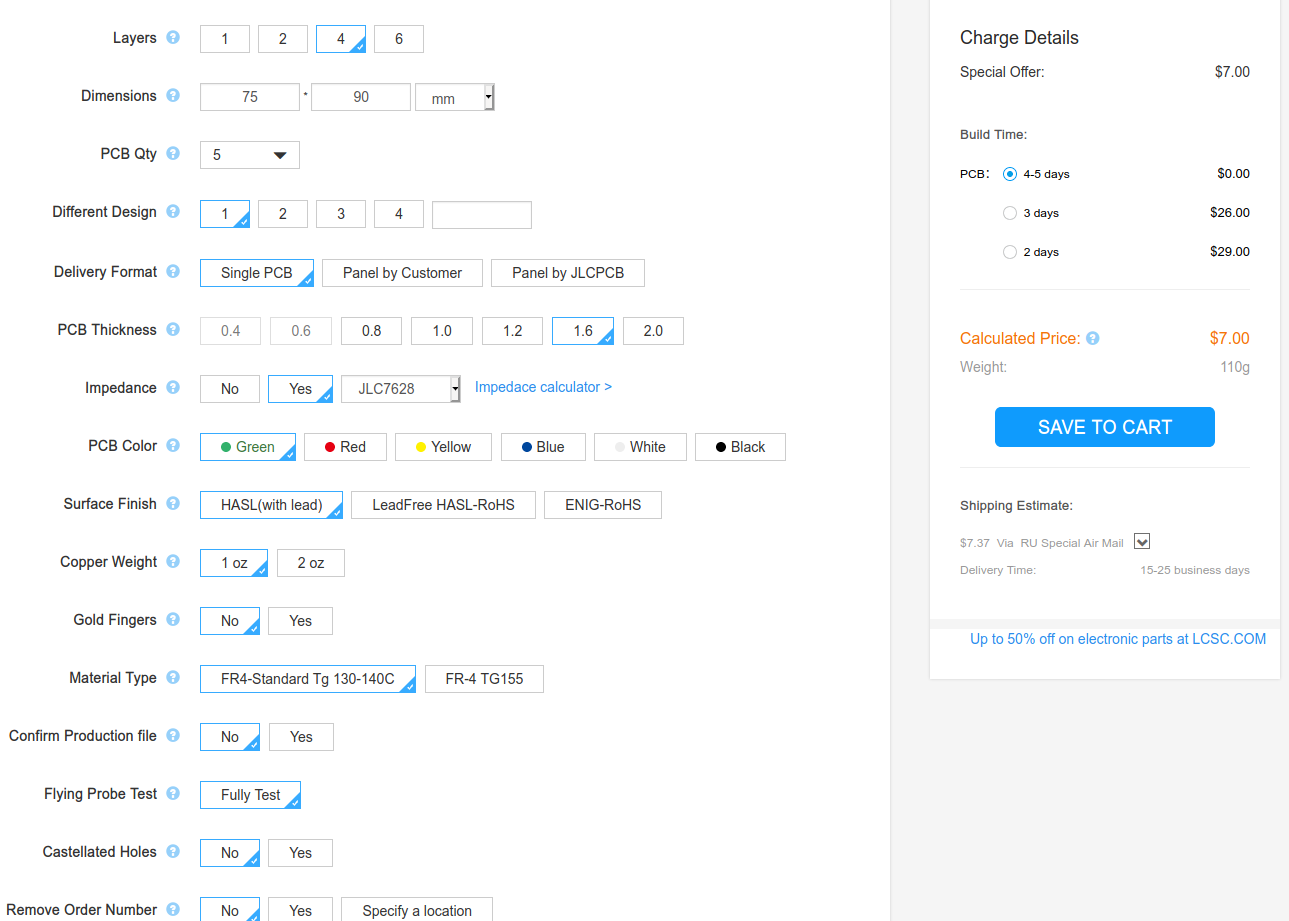 Layers ? 1 2 4 6
Dimensions ? 75 * 90 mm
PCB Qty ? 5
Different Design ? 1 2 3 4
Delivery Format ? Single PCB Panel by Customer Panel by JLCPCB
PCB Thickness ? 0.4 0.6 0.8 1.0 1.2 1.6 2.0
Impedance ? No Yes JLC7628 Impedace calculator >
PCB Color ? Green Red Yellow Blue White Black
Surface Finish ? HASL(with lead) LeadFree HASL-RoHS ENIG-RoHS
Copper Weight ? 1 oz 2 oz
Gold Fingers ? No Yes
Material Type ? FR4-Standard Tg 130-140C FR-4 TG155
Confirm Production file ? No Yes
Flying Probe Test ? Fully Test
Castellated Holes ? No Yes
Remove Order Number ? No Yes Specify a location
Charge Details
Special Offer: $7.00
Build Time:
PCB: 4-5 days $0.00
3 days $26.00
2 days $29.00
Calculated Price: ? $7.00
Weight: 110g
SAVE TO CART
Shipping Estimate:
$7.37 Via RU Special Air Mail
Delivery Time: 15-25 business days
Up to 50% off on electronic parts at LCSC.COM